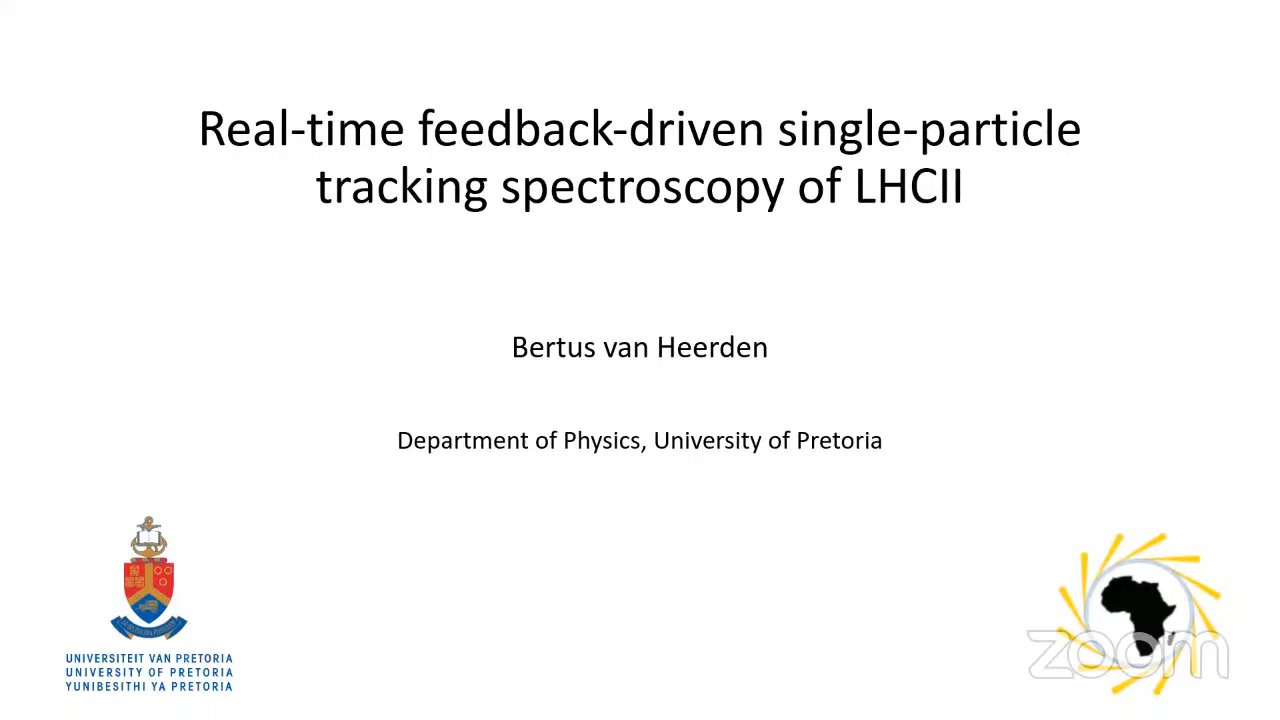 Real-time feedback-driven single-particle
tracking spectroscopy of LHCII
Bertus van Heerden
Department of Physics, University of Pretoria
UNIVERSITEIT VAN PRETORIA
UNIVERSITY OF PRETORIA
YUNIBESITHI YA PRETORIA
zoom